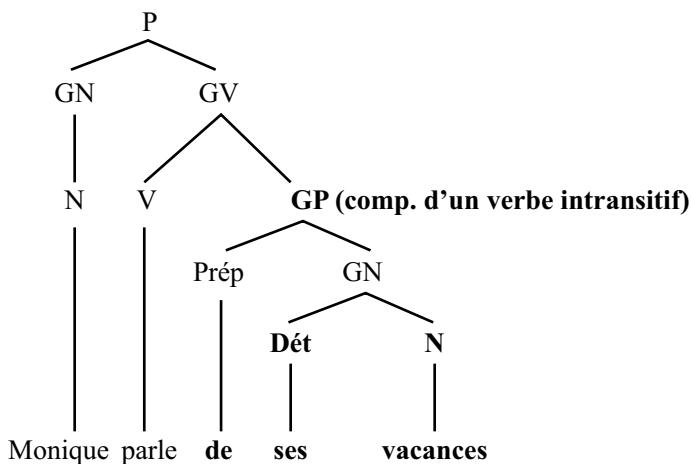 P
GN GV
N V GP (comp. d’un verbe intransitif)
Prép GN
Dét N
Monique parle de ses vacances